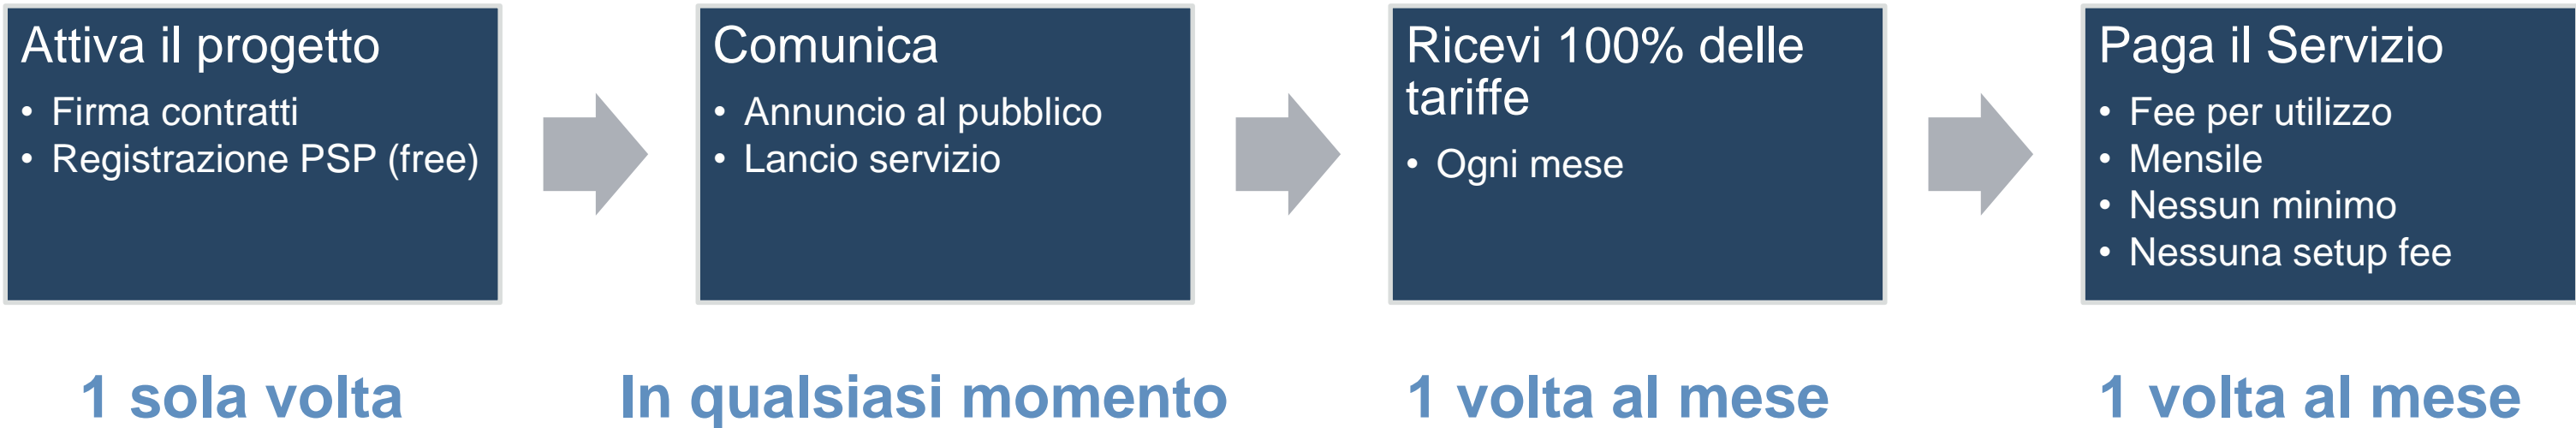 Attiva il progetto
• Firma contratti
• Registrazione PSP (free)
Comunica
• Annuncio al pubblico
• Lancio servizio
Ricevi 100% delle
tariffe
• Ogni mese
Paga il Servizio
• Fee per utilizzo
• Mensile
• Nessun minimo
• Nessuna setup fee
1 sola volta
In qualsiasi momento
1 volta al mese
1 volta al mese